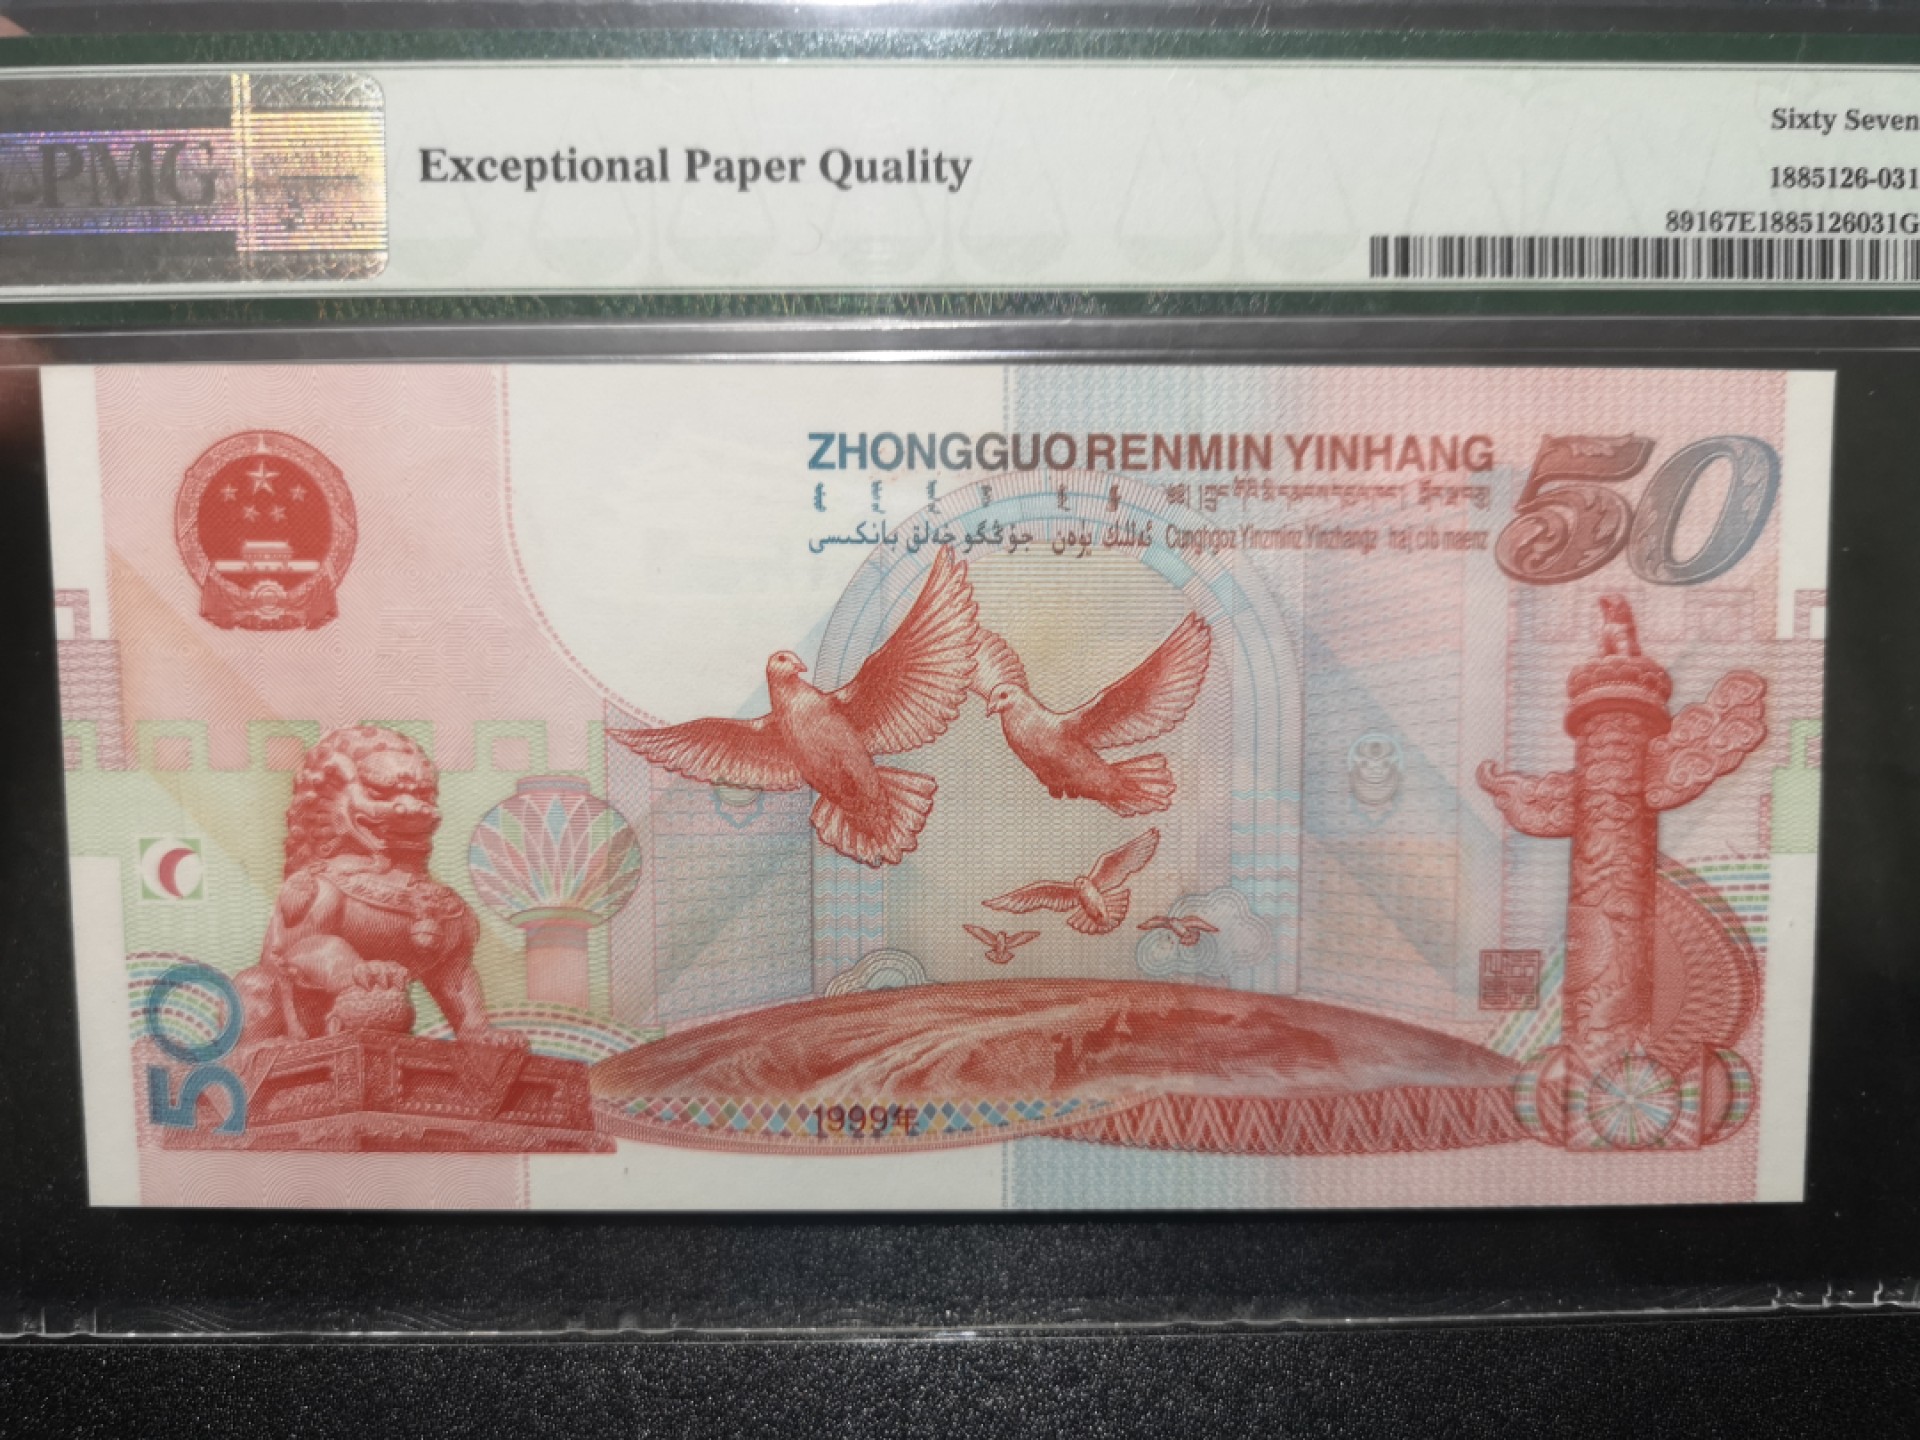 PMG
Exceptional Paper Quality
Sixty Seven
1885126-031
89167E1885126031G
ZHONGGUO RENMIN YINHANG
50
جۇڭگو خەلق بانكىسى يۈەن ئەللىك
Cunghgoz Yinzminz Yinzhangz haj cib maenz
50
1999年